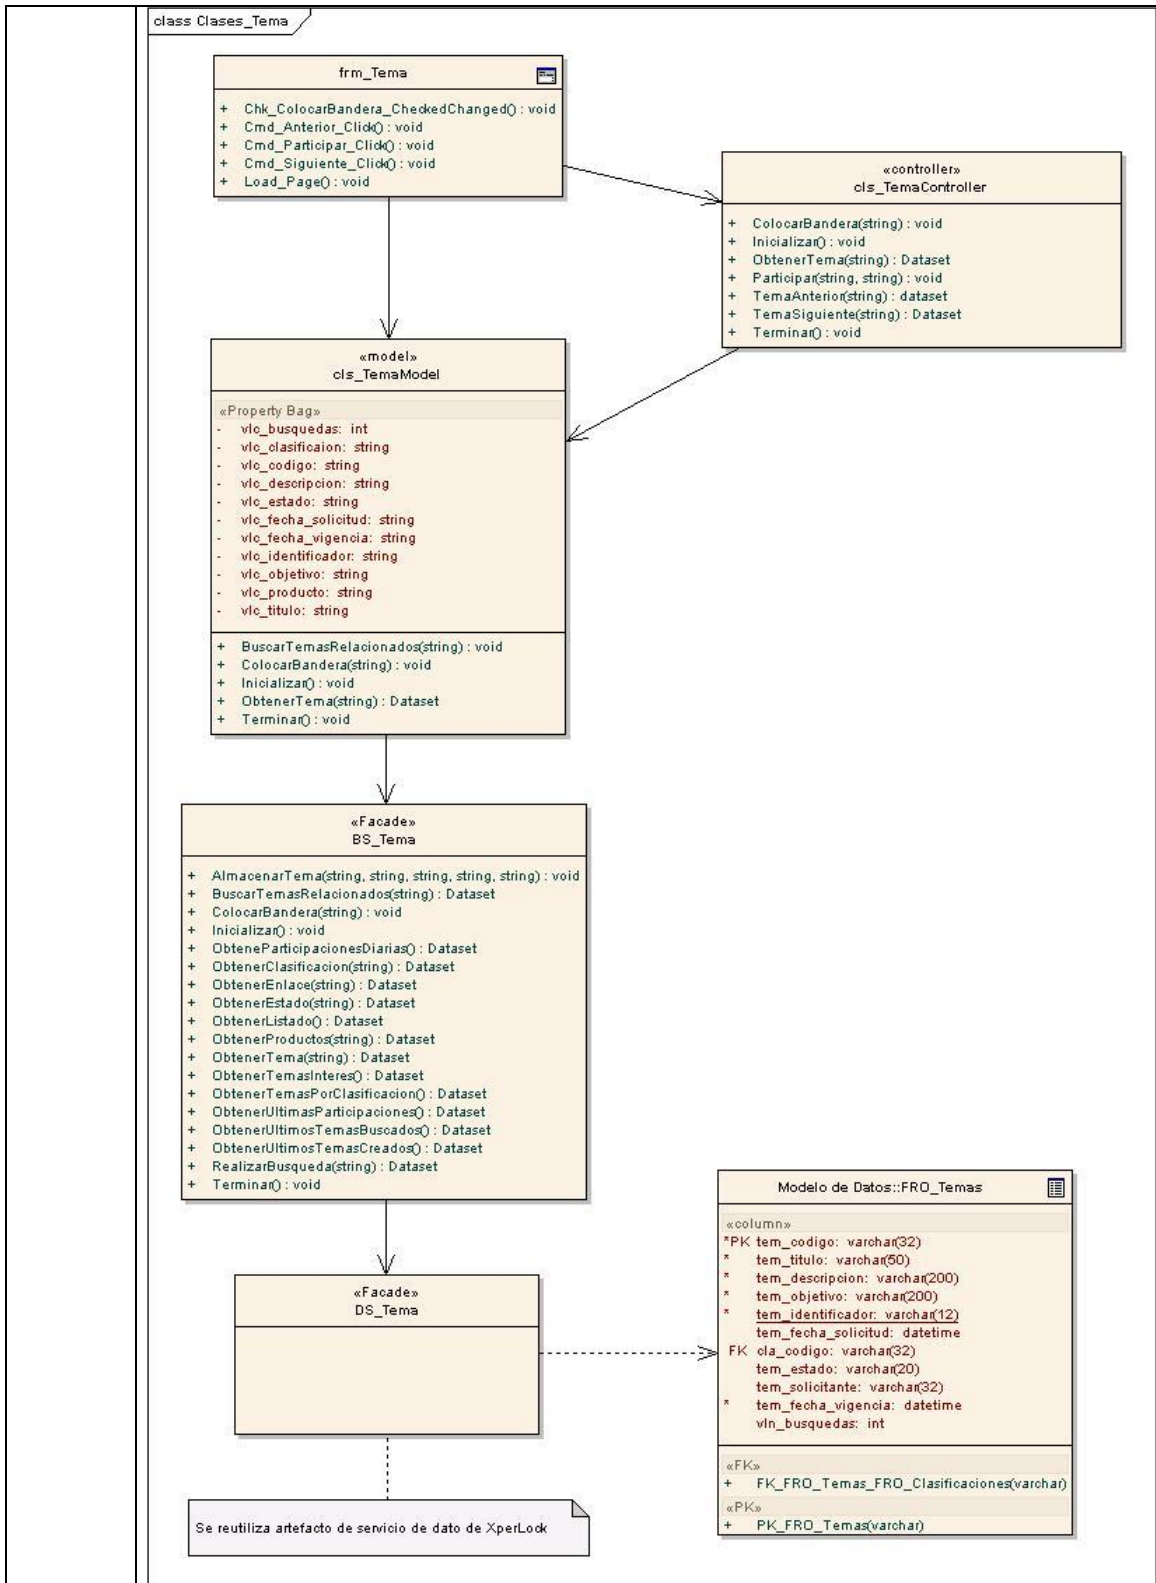 class Clases_Tema
frm_Tema
+ Chk_ColocarBandera_CheckedChanged() : void
+ Cmd_Anterior_Click() : void
+ Cmd_Participar_Click() : void
+ Cmd_Siguiente_Click() : void
+ Load_Page() : void
«controller»
cls_TemaController
+ ColocarBandera(string) : void
+ Inicializar() : void
+ ObtenerTema(string) : Dataset
+ Participar(string, string) : void
+ TemaAnterior(string) : dataset
+ TemaSiguiente(string) : Dataset
+ Terminar() : void
«model»
cls_TemaModel
«Property Bag»
- vlc_busquedas: int
- vlc_clasificaion: string
- vlc_codigo: string
- vlc_descripcion: string
- vlc_estado: string
- vlc_fecha_solicitud: string
- vlc_fecha_vigencia: string
- vlc_identificador: string
- vlc_objetivo: string
- vlc_producto: string
- vlc_titulo: string
+ BuscarTemasRelacionados(string) : void
+ ColocarBandera(string) : void
+ Inicializar() : void
+ ObtenerTema(string) : Dataset
+ Terminar() : void
«Facade»
BS_Tema
+ AlmacenarTema(string, string, string, string, string) : void
+ BuscarTemasRelacionados(string) : Dataset
+ ColocarBandera(string) : void
+ Inicializar() : void
+ ObteneParticipacionesDiarias() : Dataset
+ ObtenerClasificacion(string) : Dataset
+ ObtenerEnlace(string) : Dataset
+ ObtenerEstado(string) : Dataset
+ ObtenerListado() : Dataset
+ ObtenerProductos(string) : Dataset
+ ObtenerTema(string) : Dataset
+ ObtenerTemasInteres() : Dataset
+ ObtenerTemasPorClasificacion() : Dataset
+ ObtenerUltimasParticipaciones() : Dataset
+ ObtenerUltimosTemasBuscados() : Dataset
+ ObtenerUltimosTemasCreados() : Dataset
+ RealizarBusqueda(string) : Dataset
+ Terminar() : void
«Facade»
DS_Tema
Se reutiliza artefacto de servicio de dato de XperLock
Modelo de Datos::FRO_Temas
«column»
*PK tem_codigo: varchar(32)
* tem_titulo: varchar(50)
* tem_descripcion: varchar(200)
* tem_objetivo: varchar(200)
* tem_identificador: varchar(12)
tem_fecha_solicitud: datetime
FK cla_codigo: varchar(32)
tem_estado: varchar(20)
tem_solicitante: varchar(32)
* tem_fecha_vigencia: datetime
vln_busquedas: int
«FK»
+ FK_FRO_Temas_FRO_Clasificaciones(varchar)
«PK»
+ PK_FRO_Temas(varchar)